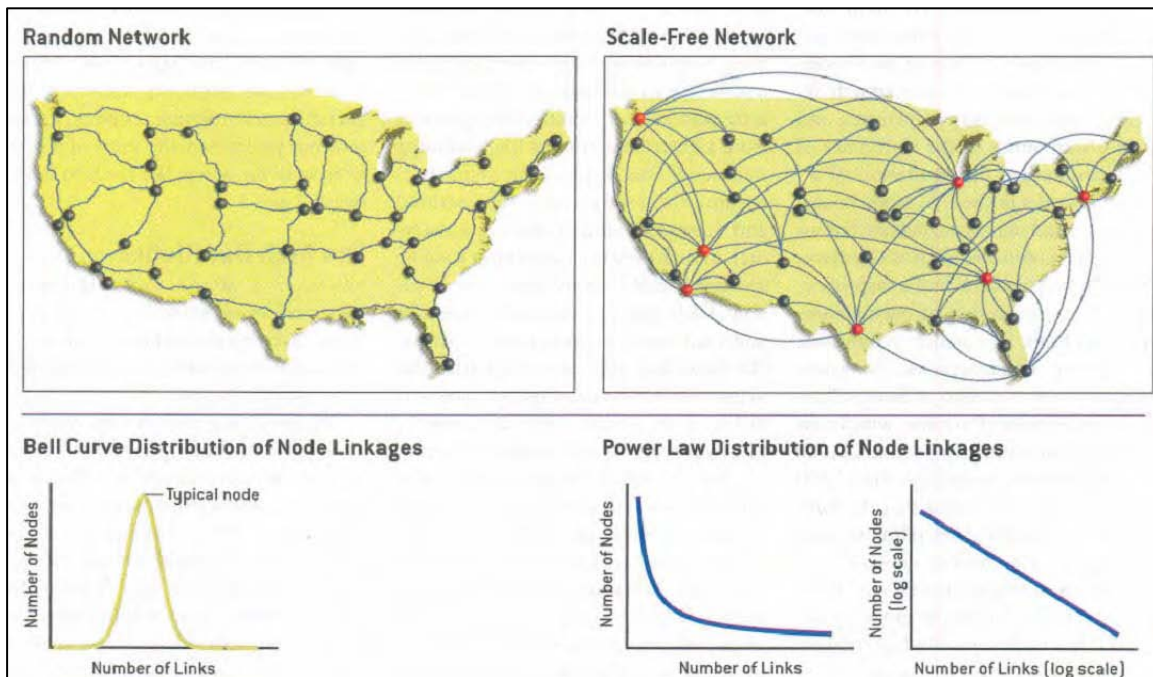 Random Network
Scale-Free Network
Bell Curve Distribution of Node Linkages
Typical node
Number of Nodes
Number of Links
Power Law Distribution of Node Linkages
Number of Nodes
Number of Links
Number of Nodes
(log scale)
Number of Links (log scale)